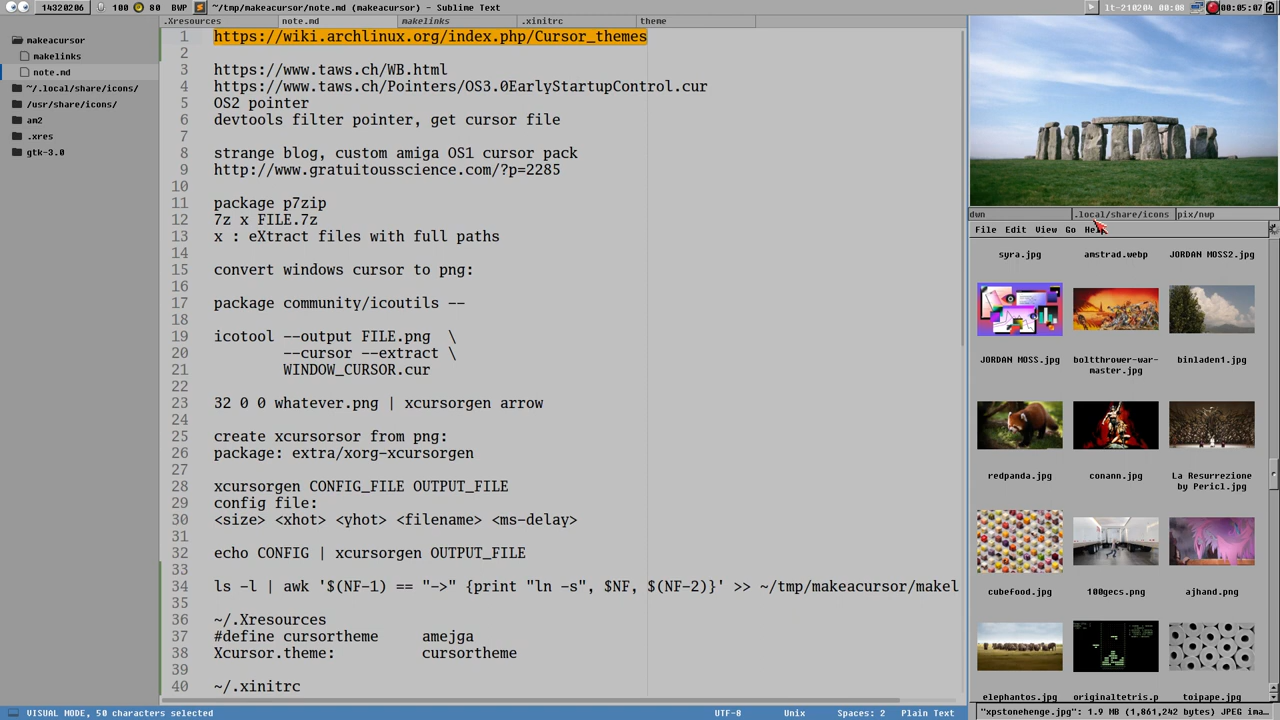 14320206 100 80 BWP ~/tmp/makeacursor/note.md (makeacursor) - Sublime Text lt-210204 00:08 00:05:07
makeacursor
makelinks
note.md
~/.local/share/icons/
/usr/share/icons/
am2
.xres
gtk-3.0
.Xresources note.md makelinks .xinitrc theme
1 https://wiki.archlinux.org/index.php/Cursor_themes
2
3 https://www.taws.ch/WB.html
4 https://www.taws.ch/Pointers/OS3.0EarlyStartupControl.cur
5 OS2 pointer
6 devtools filter pointer, get cursor file
7
8 strange blog, custom amiga OS1 cursor pack
9 http://www.gratuitousscience.com/?p=2285
10
11 package p7zip
12 7z x FILE.7z
13 x : eXtract files with full paths
14
15 convert windows cursor to png:
16
17 package community/icoutils --
18
19 icotool --output FILE.png \
20 --cursor --extract \
21 WINDOW_CURSOR.cur
22
23 32 0 0 whatever.png | xcursorgen arrow
24
25 create xcursorsor from png:
26 package: extra/xorg-xcursorgen
27
28 xcursorgen CONFIG_FILE OUTPUT_FILE
29 config file:
30 <size> <xhot> <yhot> <filename> <ms-delay>
31
32 echo CONFIG | xcursorgen OUTPUT_FILE
33
34 ls -l | awk '$(NF-1) == "->" {print "ln -s", $NF, $(NF-2)}' >> ~/tmp/makeacursor/makel
35
36 ~/.Xresources
37 #define cursortheme amejga
38 Xcursor.theme: cursortheme
39
40 ~/.xinitrc
VISUAL MODE, 50 characters selected UTF-8 Unix Spaces: 2 Plain Text
dwn .local/share/icons pix/nwp
File Edit View Go Help
syra.jpg amstrad.webp JORDAN MOSS2.jpg
JORDAN MOSS.jpg boltthrower-war-master.jpg binladen1.jpg
redpanda.jpg conann.jpg La Resurrezione by Pericl.jpg
cubefood.jpg 100gecs.png ajhand.png
elephantos.jpg originaltetris.p toipape.jpg
"xpstonehenge.jpg": 1.9 MB (1,861,242 bytes) JPEG ima…